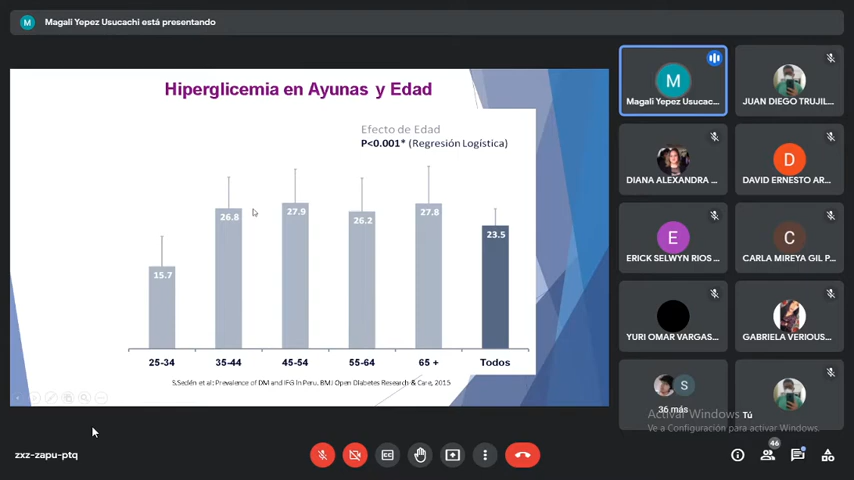 M
Magali Yepez Usucachi está presentando
Hiperglicemia en Ayunas y Edad
Efecto de Edad
P<0.001* (Regresión Logística)
15.7
26.8
27.9
26.2
27.8
23.5
25-34
35-44
45-54
55-64
65 +
Todos
S,Seclén et al: Prevalence of DM and IFG in Peru. BMJ Open Diabetes Research & Care, 2015
M
Magali Yepez Usucac...
JUAN DIEGO TRUJIL...
DIANA ALEXANDRA ...
D
DAVID ERNESTO AR...
E
ERICK SELWYN RIOS ...
C
CARLA MIREYA GIL P...
YURI OMAR VARGAS...
GABRIELA VERIOUS...
S
36 más
Tú
Activar Windows
Ve a Configuración para activar Windows.
zxz-zapu-ptq
CC
46